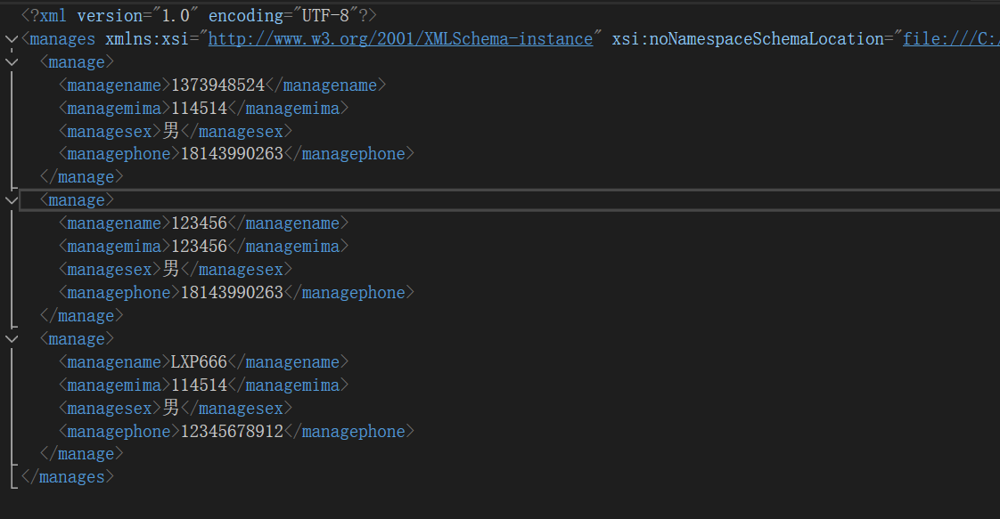 <?xml version="1.0" encoding="UTF-8"?>
<manages xmlns:xsi="http://www.w3.org/2001/XMLSchema-instance" xsi:noNamespaceSchemaLocation="file:///C:/
<manage>
<managename>1373948524</managename>
<managemima>114514</managemima>
<managesex>男</managesex>
<managephone>18143990263</managephone>
</manage>
<manage>
<managename>123456</managename>
<managemima>123456</managemima>
<managesex>男</managesex>
<managephone>18143990263</managephone>
</manage>
<manage>
<managename>LXP666</managename>
<managemima>114514</managemima>
<managesex>男</managesex>
<managephone>12345678912</managephone>
</manage>
</manages>